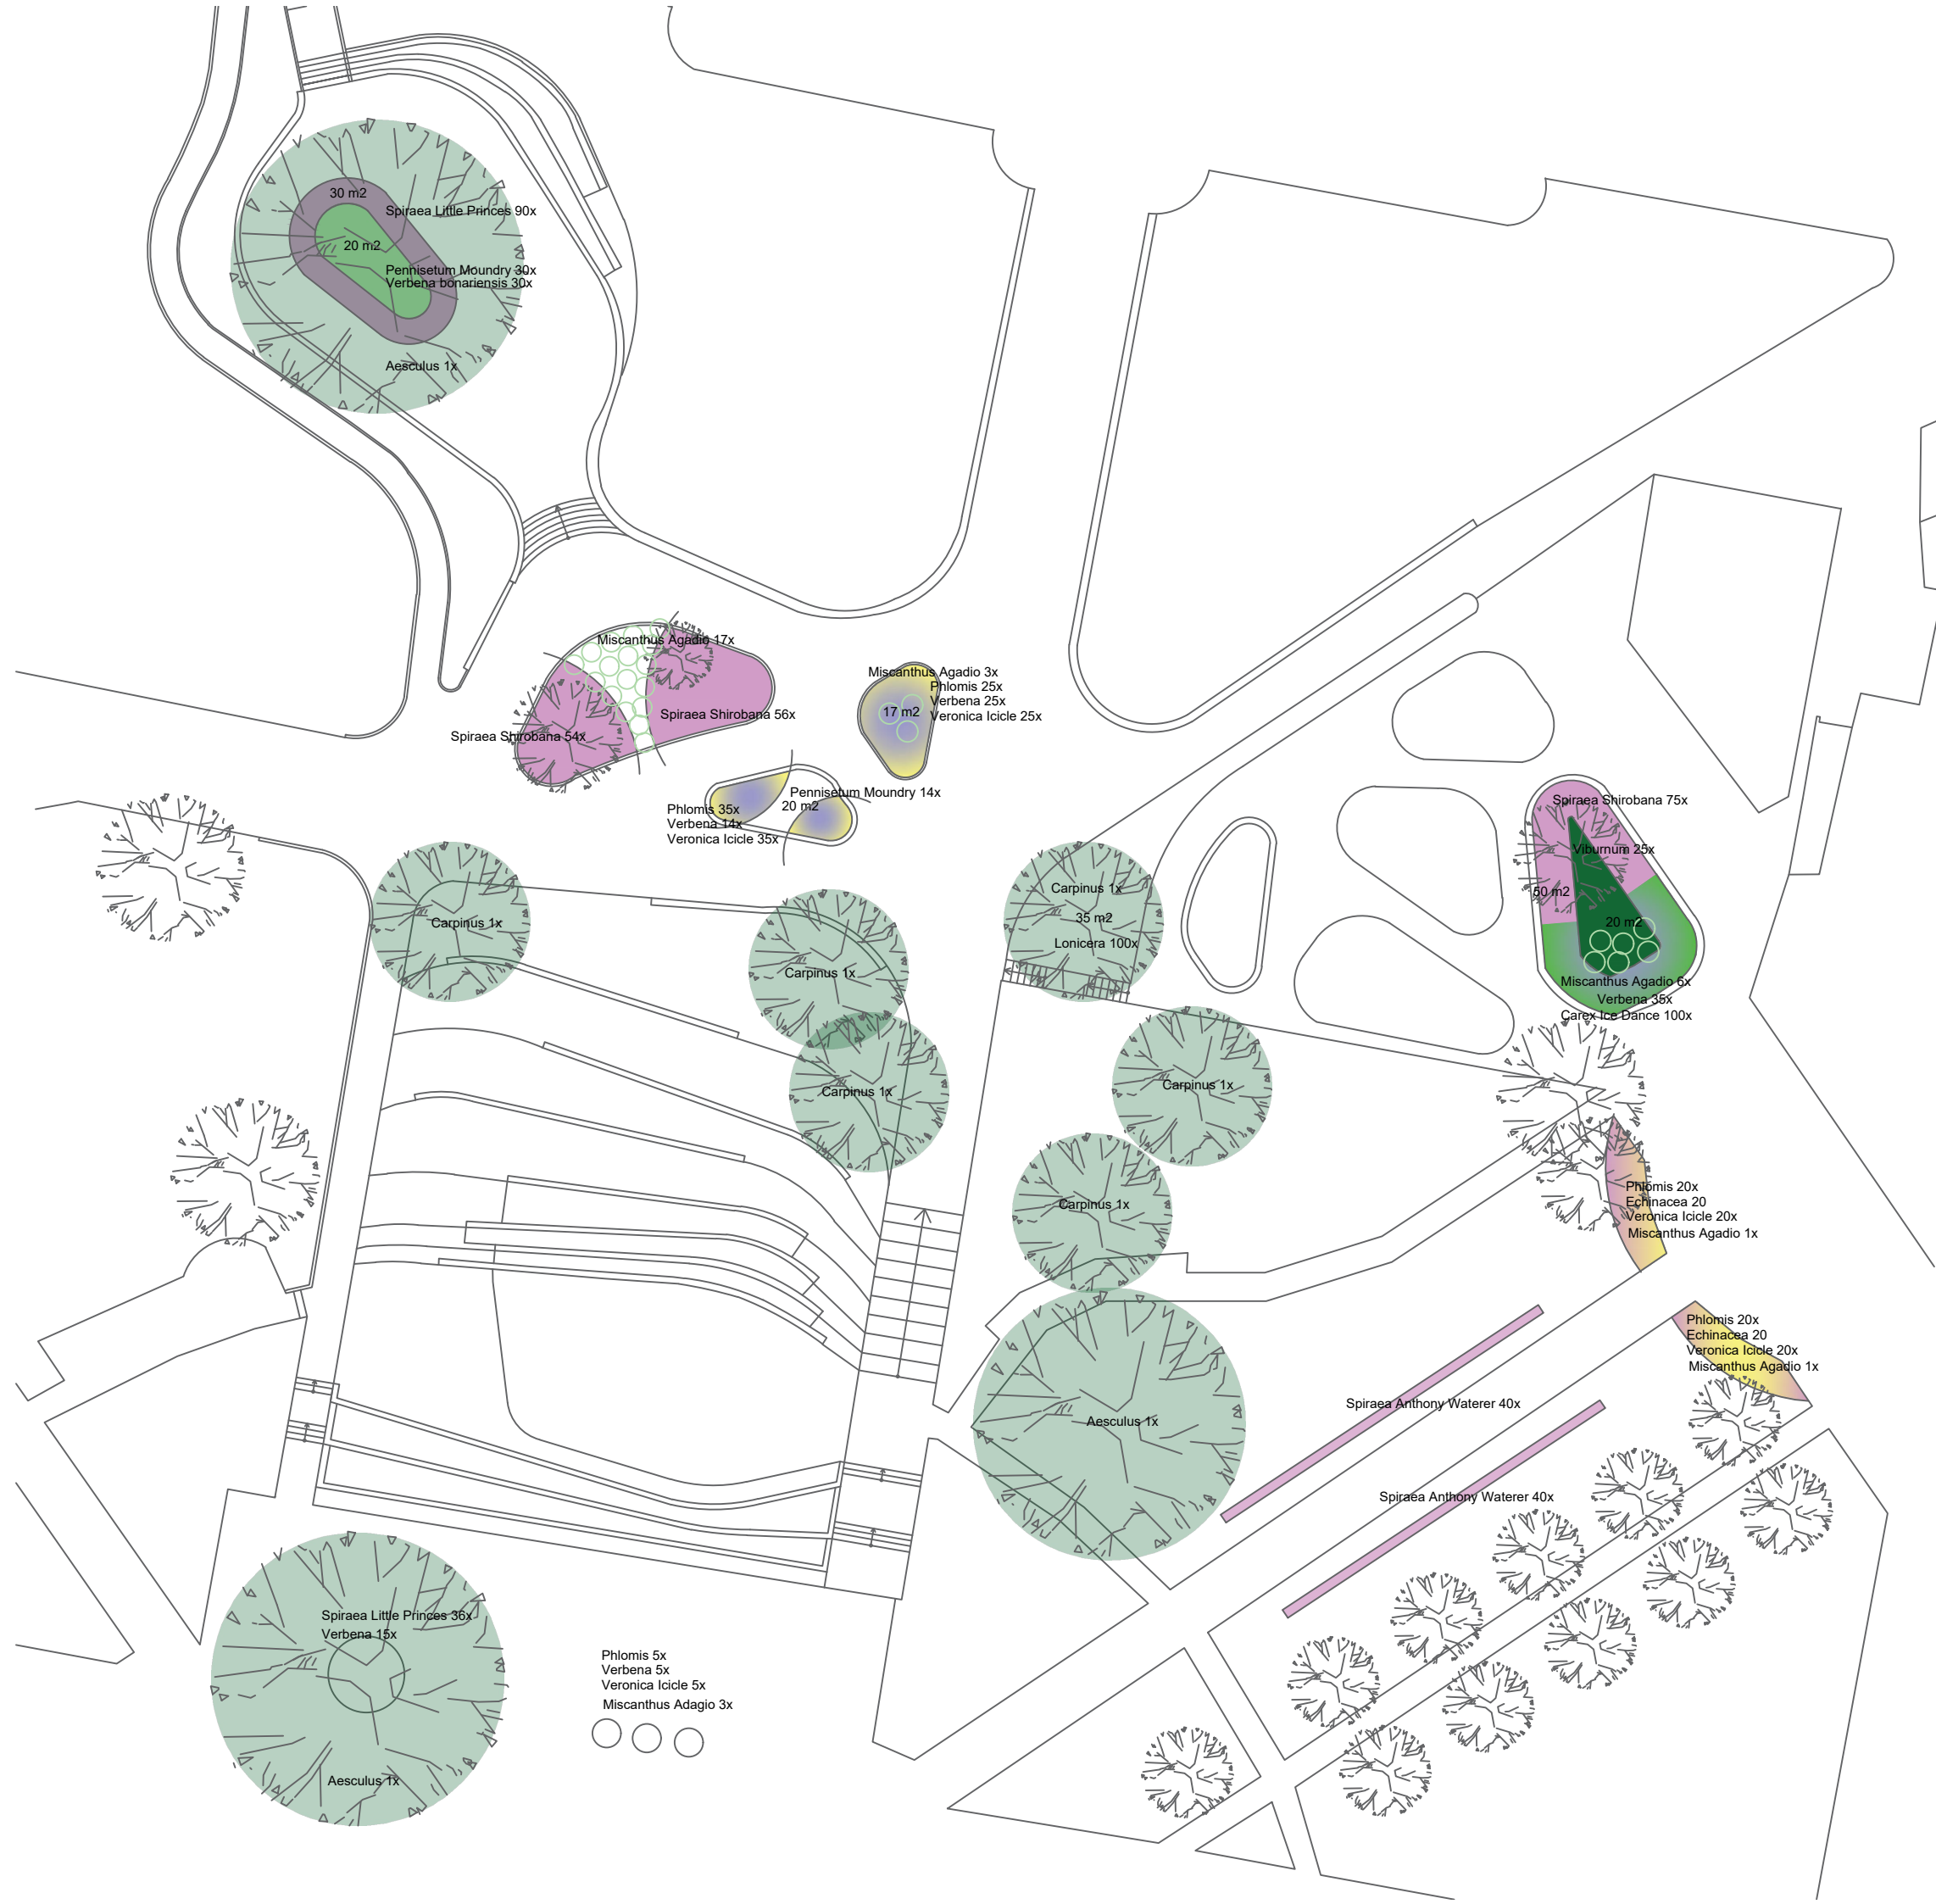 30 m2
Spiraea Little Princes 90x
20 m2
Pennisetum Moundry 30x
Verbena bonariensis 30x
Aesculus 1x
Miscanthus Agadio 17x
Spiraea Shirobana 56x
Spiraea Shirobana 54x
Miscanthus Agadio 3x
Phlomis 25x
Verbena 25x
Veronica Icicle 25x
17 m2
Pennisetum Moundry 14x
20 m2
Phlomis 35x
Verbena 14x
Veronica Icicle 35x
Spiraea Shirobana 75x
Viburnum 25x
50 m2
20 m2
Miscanthus Agadio 6x
Verbena 35x
Carex Ice Dance 100x
Carpinus 1x
Carpinus 1x
35 m2
Lonicera 100x
Carpinus 1x
Carpinus 1x
Carpinus 1x
Carpinus 1x
Phlomis 20x
Echinacea 20
Veronica Icicle 20x
Miscanthus Agadio 1x
Phlomis 20x
Echinacea 20
Veronica Icicle 20x
Miscanthus Agadio 1x
Spiraea Anthony Waterer 40x
Aesculus 1x
Spiraea Anthony Waterer 40x
Spiraea Little Princes 36x
Verbena 15x
Phlomis 5x
Verbena 5x
Veronica Icicle 5x
Miscanthus Adagio 3x
Aesculus 1x